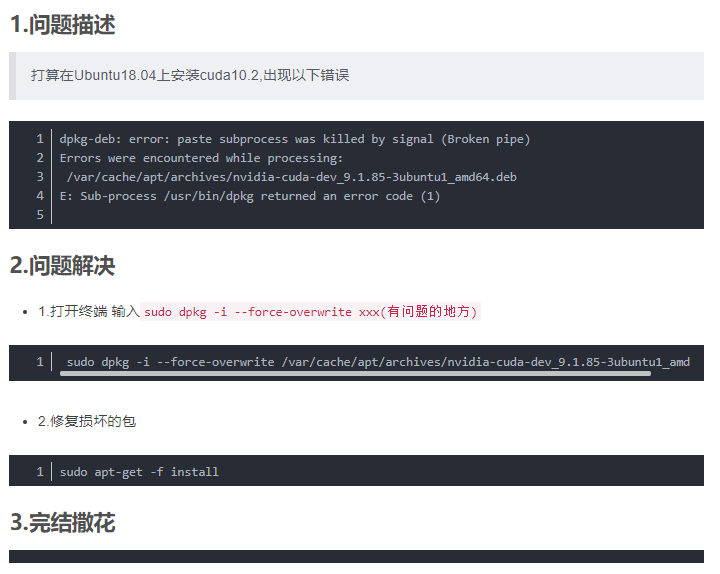 1.问题描述
打算在Ubuntu18.04上安装cuda10.2,出现以下错误
1 dpkg-deb: error: paste subprocess was killed by signal (Broken pipe)
2 Errors were encountered while processing:
3  /var/cache/apt/archives/nvidia-cuda-dev_9.1.85-3ubuntu1_amd64.deb
4 E: Sub-process /usr/bin/dpkg returned an error code (1)
5
2.问题解决
1.打开终端 输入 sudo dpkg -i --force-overwrite xxx(有问题的地方)
1  sudo dpkg -i --force-overwrite /var/cache/apt/archives/nvidia-cuda-dev_9.1.85-3ubuntu1_amd
2.修复损坏的包
1 sudo apt-get -f install
3.完结撒花